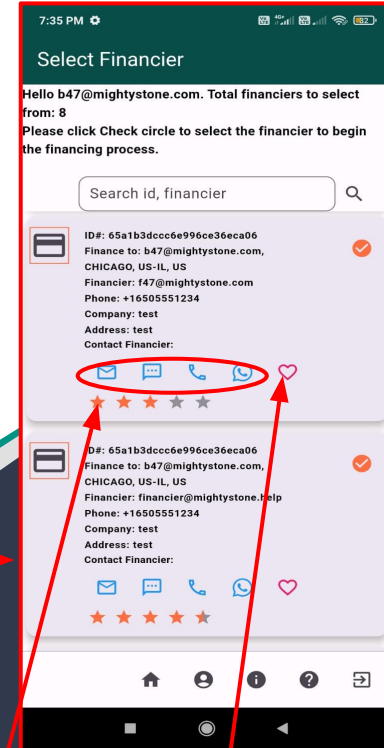 7:35 PM
82
Select Financier
Hello b47@mightystone.com. Total financiers to select
from: 8
Please click Check circle to select the financier to begin
the financing process.
Search id, financier
ID#: 65a1b3dccc6e996ce36eca06
Finance to: b47@mightystone.com,
CHICAGO, US-IL, US
Financier: f47@mightystone.com
Phone: +16505551234
Company: test
Address: test
Contact Financier:
ID#: 65a1b3dccc6e996ce36eca06
Finance to: b47@mightystone.com,
CHICAGO, US-IL, US
Financier: financier@mightystone.help
Phone: +16505551234
Company: test
Address: test
Contact Financier: